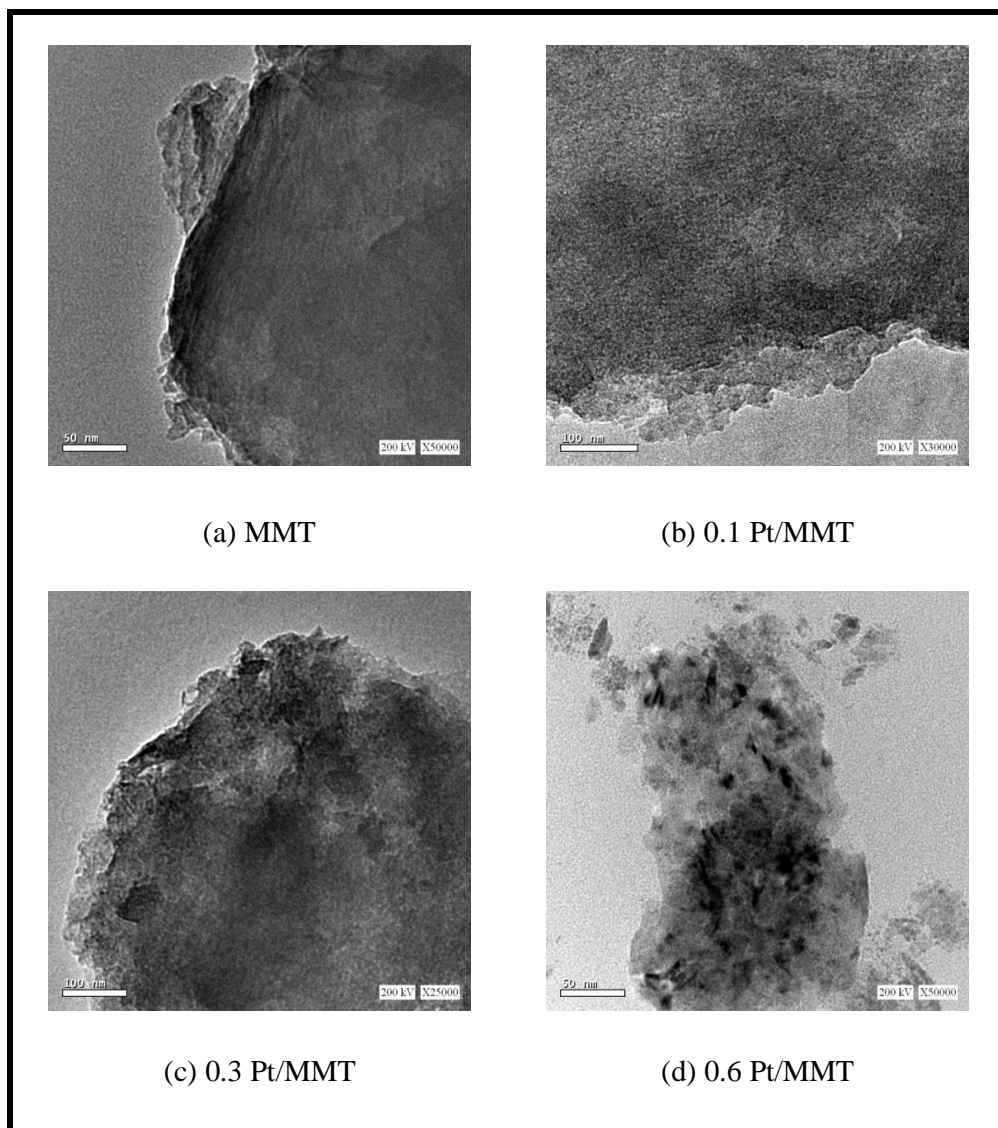 50 nm
200 kV X50000
100 nm
200 kV X30000
(a) MMT
(b) 0.1 Pt/MMT
100 nm
200 kV X25000
50 nm
200 kV X50000
(c) 0.3 Pt/MMT
(d) 0.6 Pt/MMT